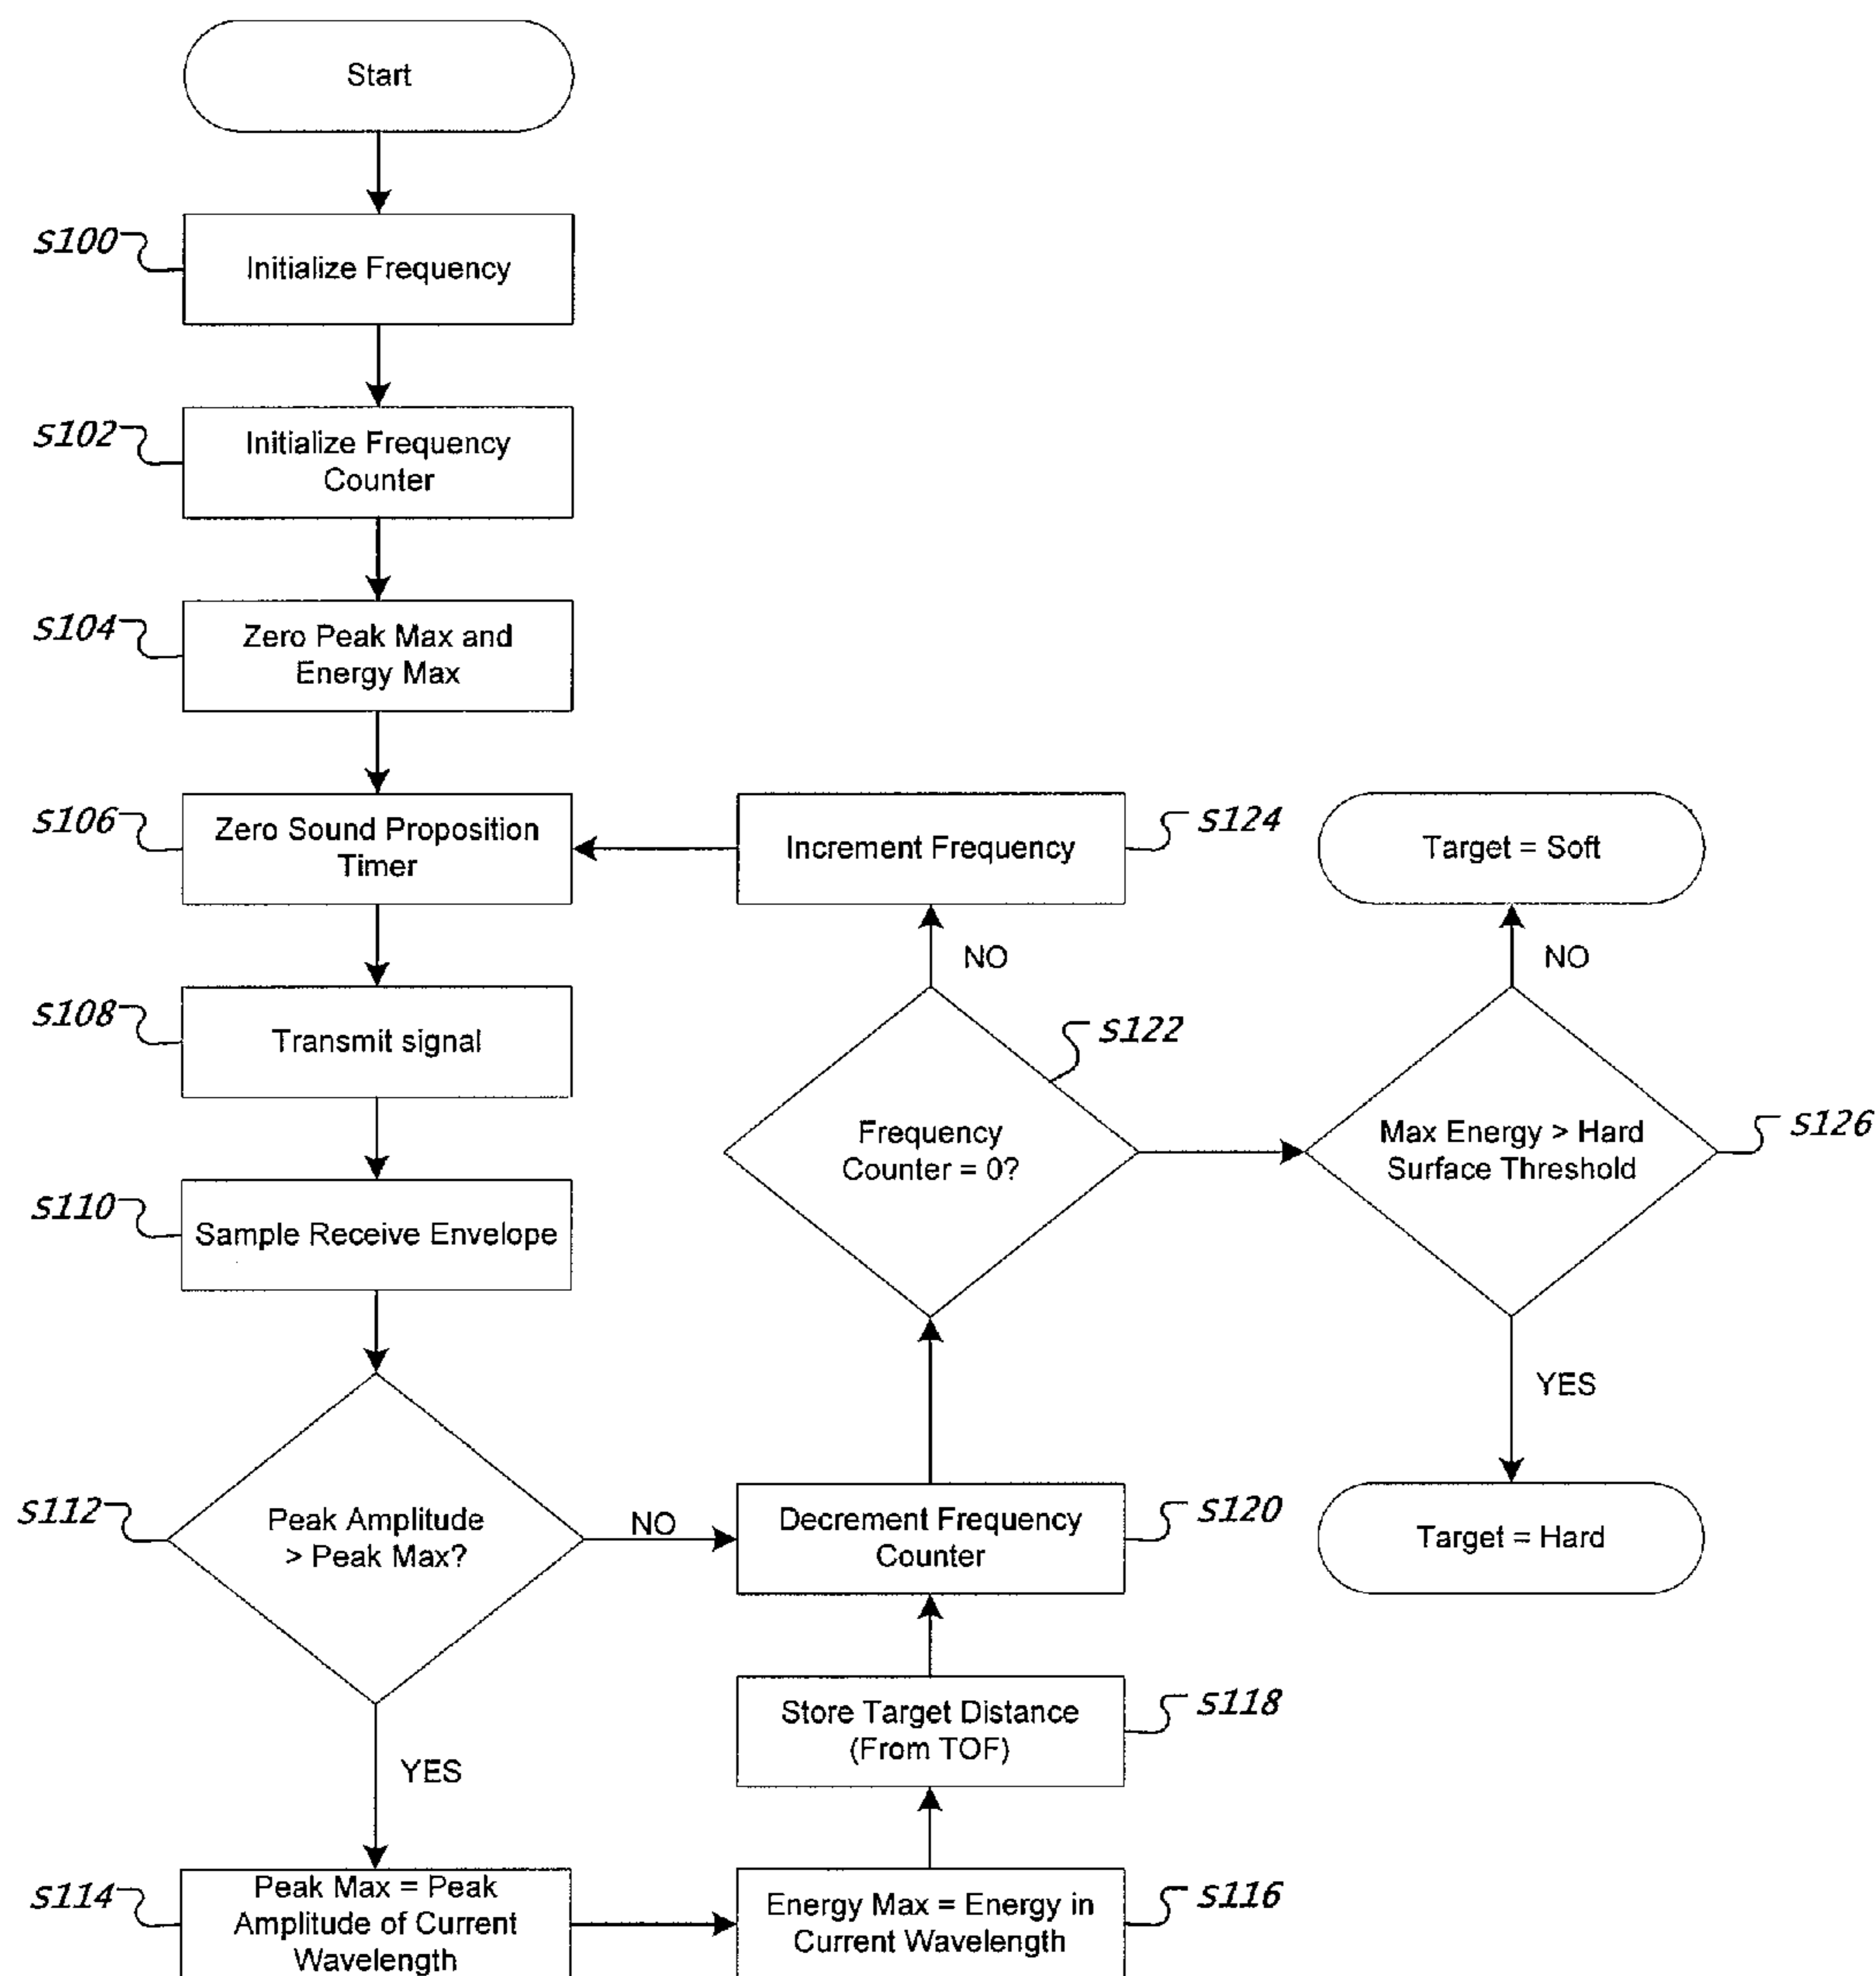 Start
S100
Initialize Frequency
S102
Initialize Frequency
Counter
S104
Zero Peak Max and
Energy Max
S106
Zero Sound Proposition
Timer
Increment Frequency
S124
Target = Soft
NO
NO
S108
Transmit signal
S122
Frequency
Counter = 0?
Max Energy > Hard
Surface Threshold
S126
S110
Sample Receive Envelope
YES
S112
Peak Amplitude
> Peak Max?
NO
Decrement Frequency
Counter
S120
Target = Hard
Store Target Distance
(From TOF)
S118
YES
S114
Peak Max = Peak
Amplitude of Current
Wavelength
Energy Max = Energy in
Current Wavelength
S116